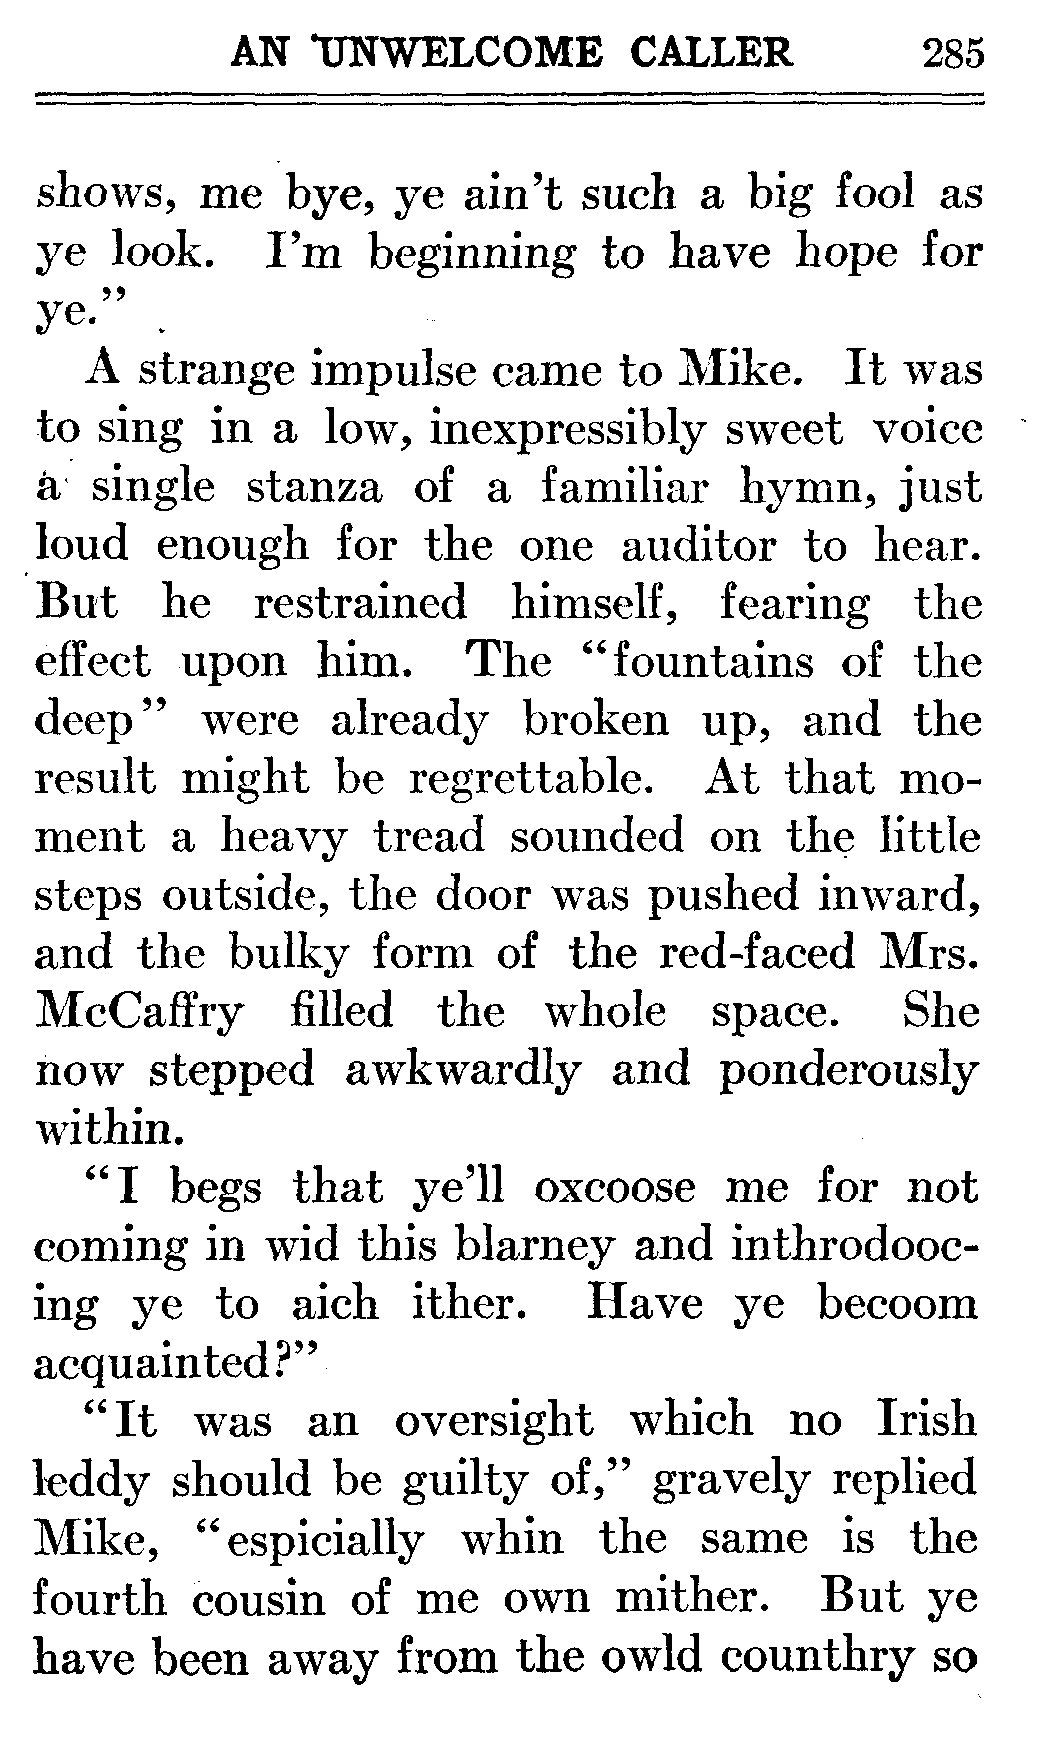 AN UNWELCOME CALLER 285
shows, me bye, ye ain't such a big fool as
ye look. I'm beginning to have hope for
ye."
A strange impulse came to Mike. It was
to sing in a low, inexpressibly sweet voice
a single stanza of a familiar hymn, just
loud enough for the one auditor to hear.
But he restrained himself, fearing the
effect upon him. The "fountains of the
deep" were already broken up, and the
result might be regrettable. At that mo-
ment a heavy tread sounded on the little
steps outside, the door was pushed inward,
and the bulky form of the red-faced Mrs.
McCaffry filled the whole space. She
now stepped awkwardly and ponderously
within.
"I begs that ye'll oxcoose me for not
coming in wid this blarney and inthrodooc-
ing ye to aich ither. Have ye becoom
acquainted?"
"It was an oversight which no Irish
leddy should be guilty of," gravely replied
Mike, "espicially whin the same is the
fourth cousin of me own mither. But ye
have been away from the owld counthry so